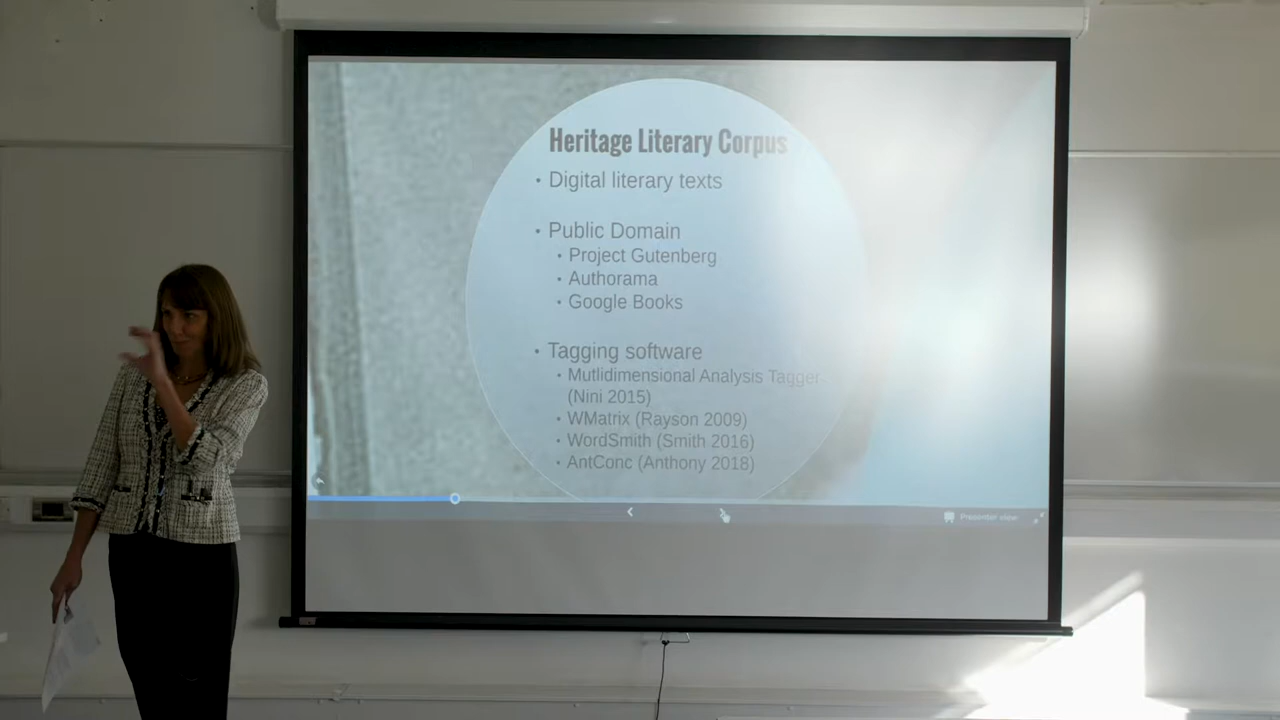 Heritage Literary Corpus
• Digital literary texts
• Public Domain
• Project Gutenberg
• Authorama
• Google Books
• Tagging software
• Mutlidimensional Analysis Tagger
(Nini 2015)
• WMatrix (Rayson 2009)
• WordSmith (Smith 2016)
• AntConc (Anthony 2018)
Presenter view